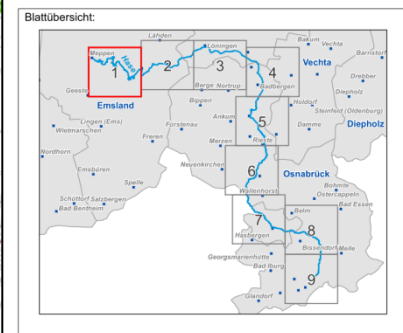 Blattübersicht:
Lähden
Löningen
Bakum
Vechta
Meppen
Hase
Barnstorf
1
2
3
4
Vechta
Drebber
Geeste
Berge
Nortrup
Badbergen
Diepholz
Emsland
Bippen
Holdorf
Steinfeld (Oldenburg)
Lingen (Ems)
Ankum
5
Damme
Diepholz
Wietmarschen
Fürstenau
Freren
Merzen
Rieste
Nordhorn
Neuenkirchen
Emsbüren
6
Osnabrück
Spelle
Bohmte
Wallenhorst
Ostercappeln
Schüttorf
Salzbergen
Bad Essen
Bad Bentheim
7
Belm
8
Hasbergen
Bissendorf
Melle
Georgsmarienhütte
Bad Iburg
9
Glandorf